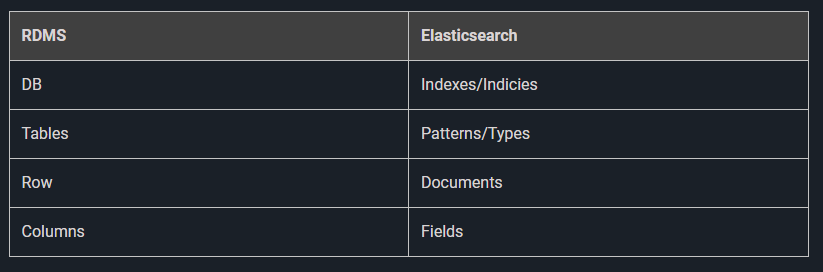 RDMS Elasticsearch
DB Indexes/Indicies
Tables Patterns/Types
Row Documents
Columns Fields